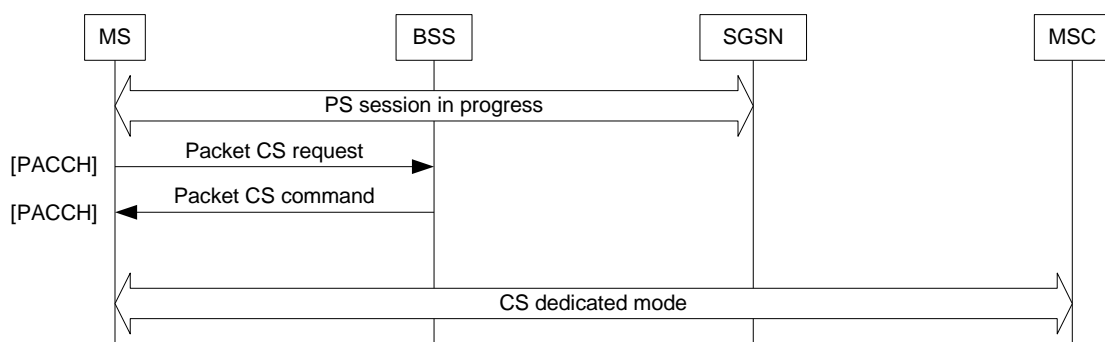 MS
BSS
SGSN
MSC
PS session in progress
[PACCH]
Packet CS request
[PACCH]
Packet CS command
CS dedicated mode